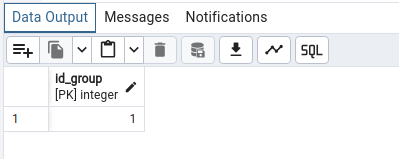 Data Output Messages Notifications
SQL
id_group
[PK] integer
1 1